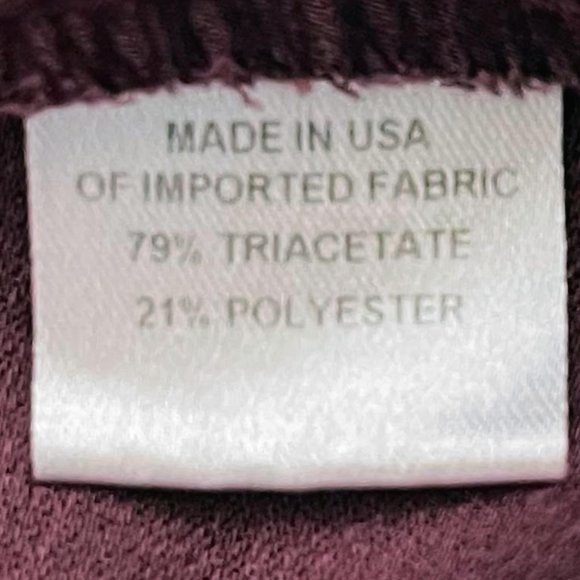 MADE IN USA
OF IMPORTED FABRIC
79% TRIACETATE
21% POLYESTER